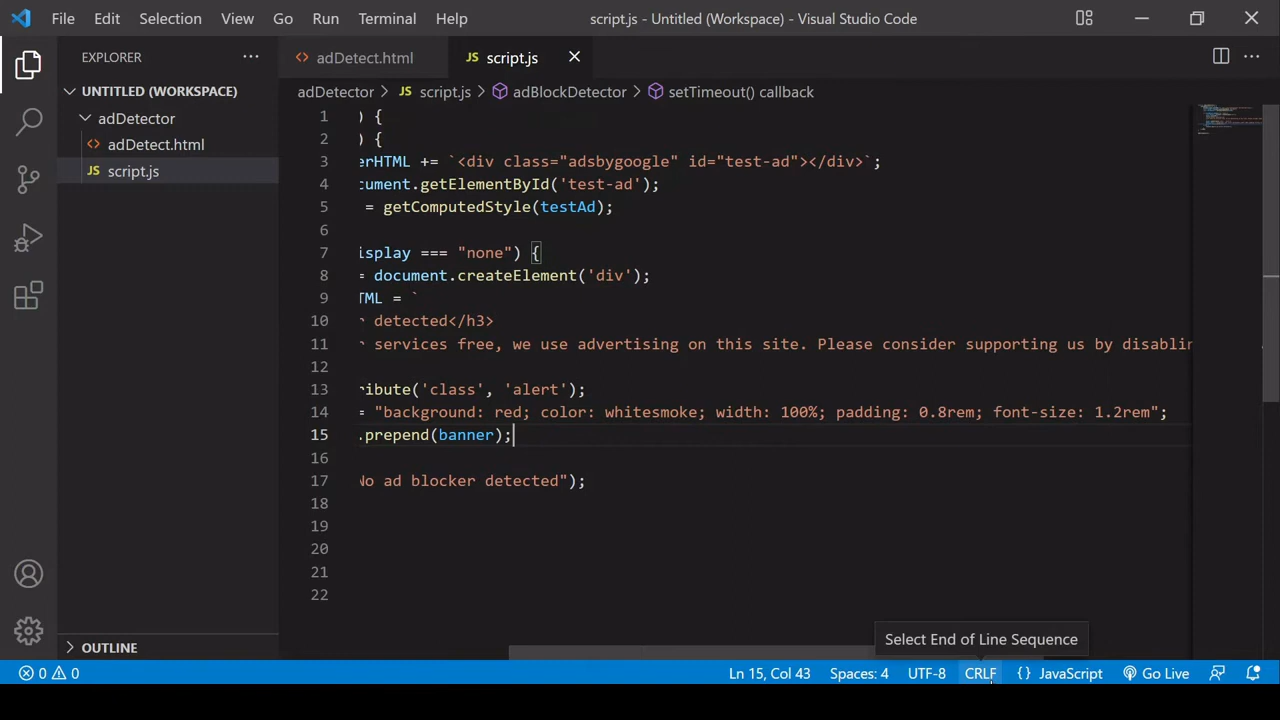 File Edit Selection View Go Run Terminal Help script.js - Untitled (Workspace) - Visual Studio Code
EXPLORER
adDetect.html JS script.js
UNTITLED (WORKSPACE)
adDetector > JS script.js > adBlockDetector > setTimeout() callback
adDetector
adDetect.html
JS script.js
1 ) {
2 ) {
3 erHTML += `<div class="adsbygoogle" id="test-ad"></div>`;
4 cument.getElementById('test-ad');
5 = getComputedStyle(testAd);
6
7 isplay === "none") {
8 = document.createElement('div');
9 TML = `
10 r detected</h3>
11 r services free, we use advertising on this site. Please consider supporting us by disablin
12
13 ribute('class', 'alert');
14 = "background: red; color: whitesmoke; width: 100%; padding: 0.8rem; font-size: 1.2rem";
15 .prepend(banner);
16
17 No ad blocker detected");
18
19
20
21
22
Select End of Line Sequence
OUTLINE
0 0 Ln 15, Col 43 Spaces: 4 UTF-8 CRLF {} JavaScript Go Live